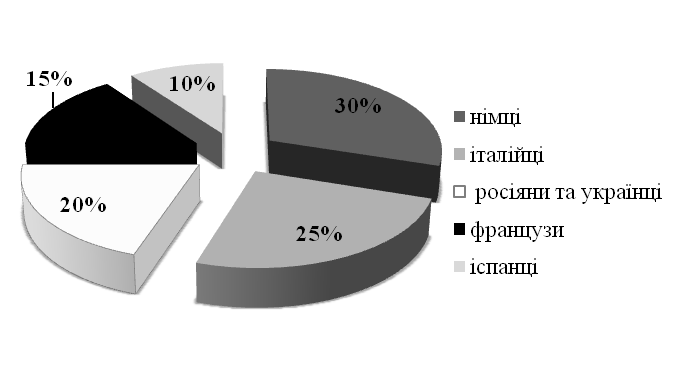 15%
10%
30%
20%
25%
німці
італійці
росіяни та українці
французи
іспанці